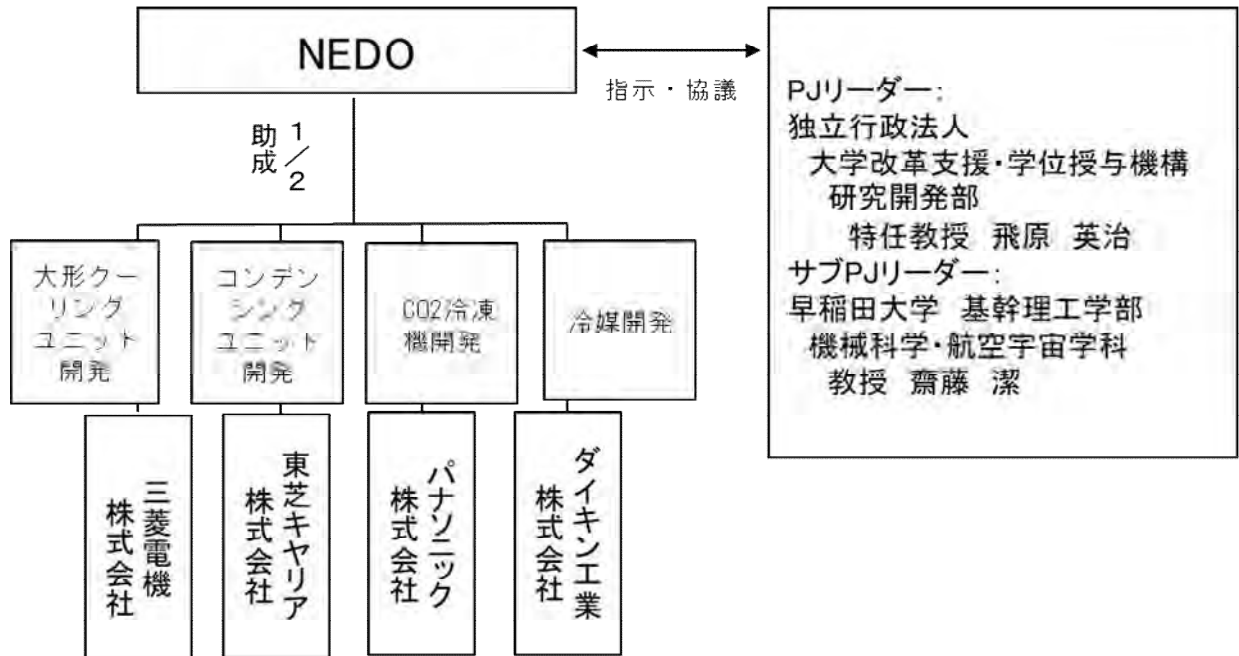 NEDO
指示・協議
助成
1/2
PJリーダー:
独立行政法人
大学改革支援・学位授与機構
研究開発部
特任教授 飛原 英治
サブPJリーダー:
早稲田大学 基幹理工学部
機械科学・航空宇宙学科
教授 齋藤 潔
大形クー
リング
ユニット
開発
コンデン
シング
ユニット
開発
CO2冷凍
機開発
冷媒開発
三菱電機
株式会社
東芝キヤリア
株式会社
パナソニック
株式会社
ダイキン工業
株式会社